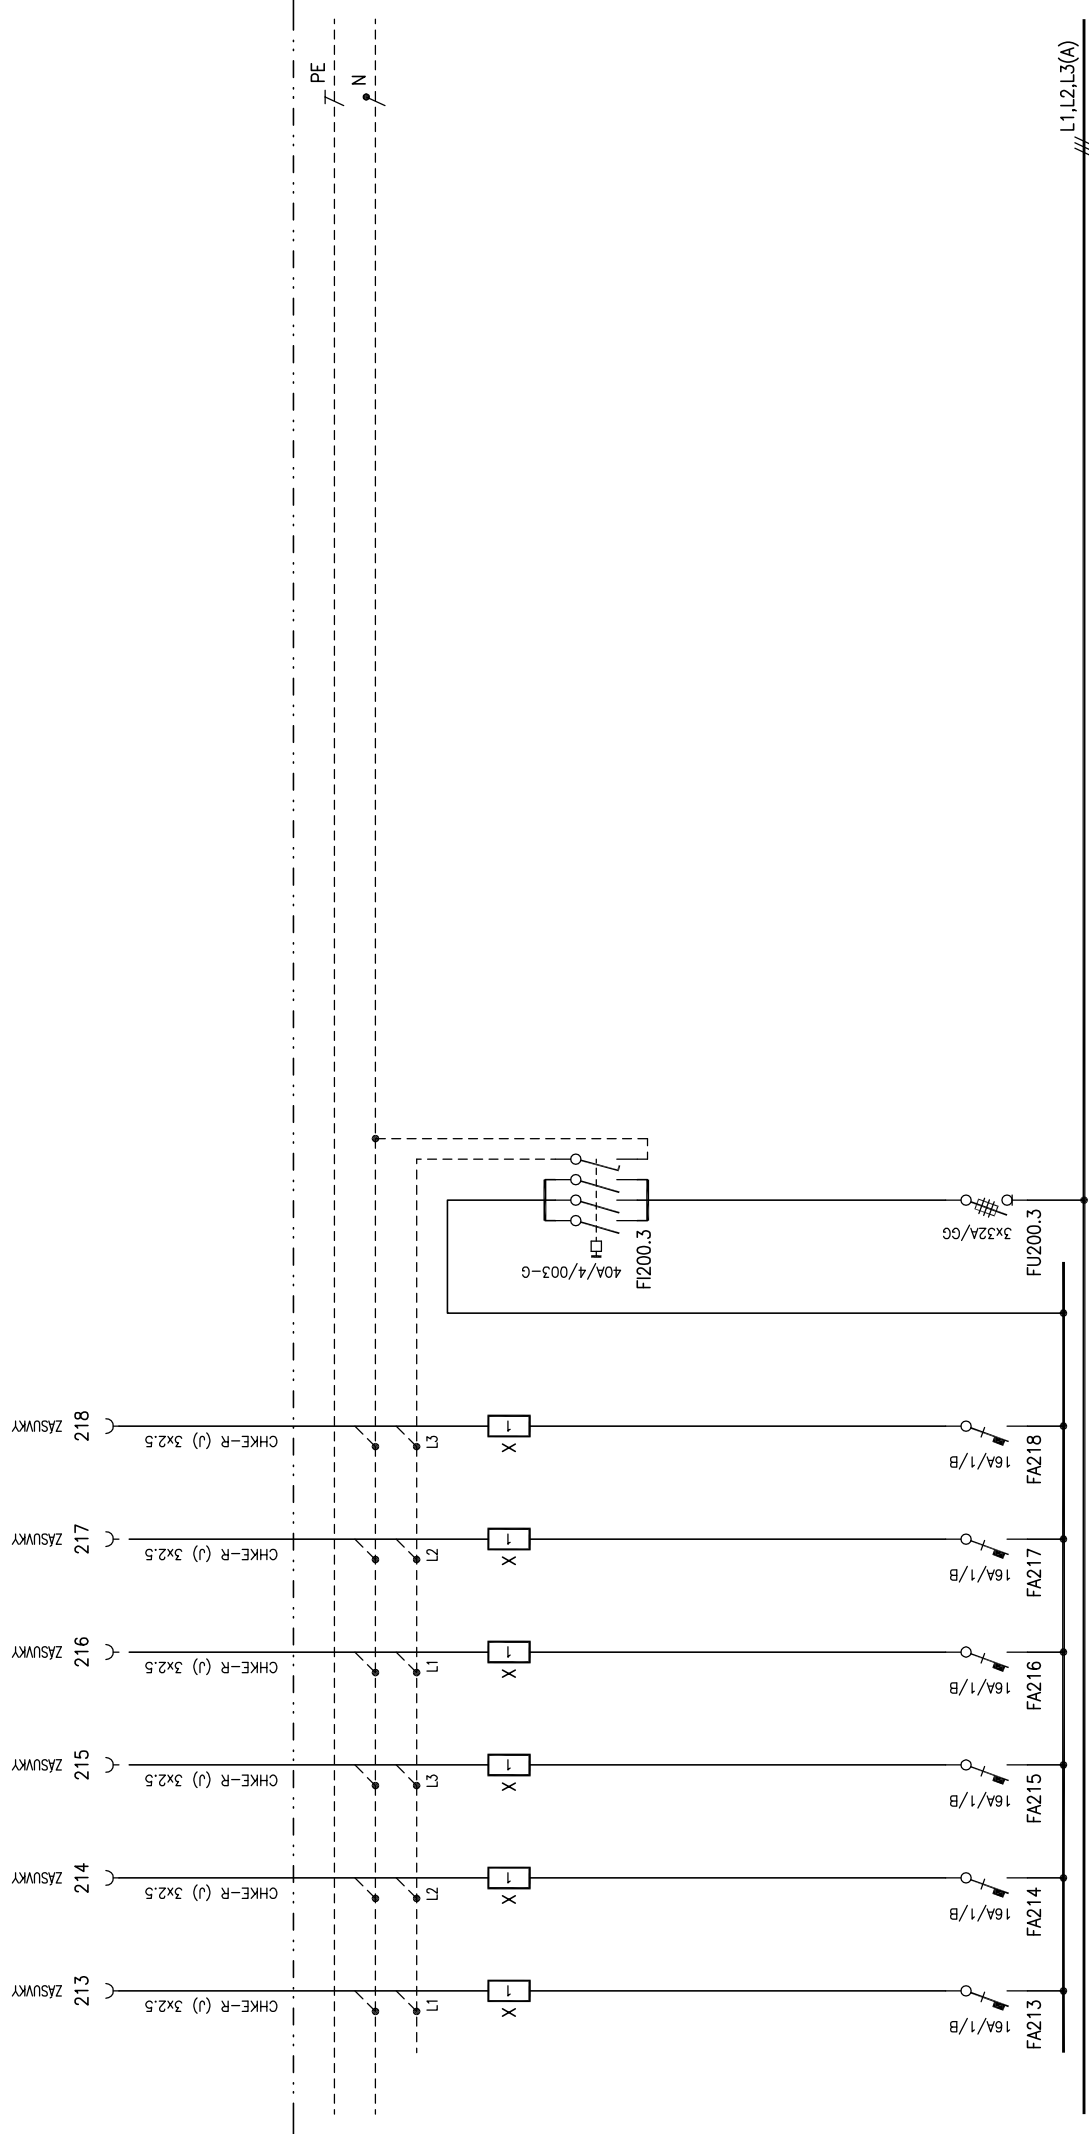 PE
N
L1,L2,L3(A)
40A/4/003-G
FI200.3
3x32A/GG
FU200.3
ZÁSUVKY
218
CHKE-R (J) 3x2.5
L3
1
X
16A/1/B
FA218
ZÁSUVKY
217
CHKE-R (J) 3x2.5
L2
1
X
16A/1/B
FA217
ZÁSUVKY
216
CHKE-R (J) 3x2.5
L1
1
X
16A/1/B
FA216
ZÁSUVKY
215
CHKE-R (J) 3x2.5
L3
1
X
16A/1/B
FA215
ZÁSUVKY
214
CHKE-R (J) 3x2.5
L2
1
X
16A/1/B
FA214
ZÁSUVKY
213
CHKE-R (J) 3x2.5
L1
1
X
16A/1/B
FA213